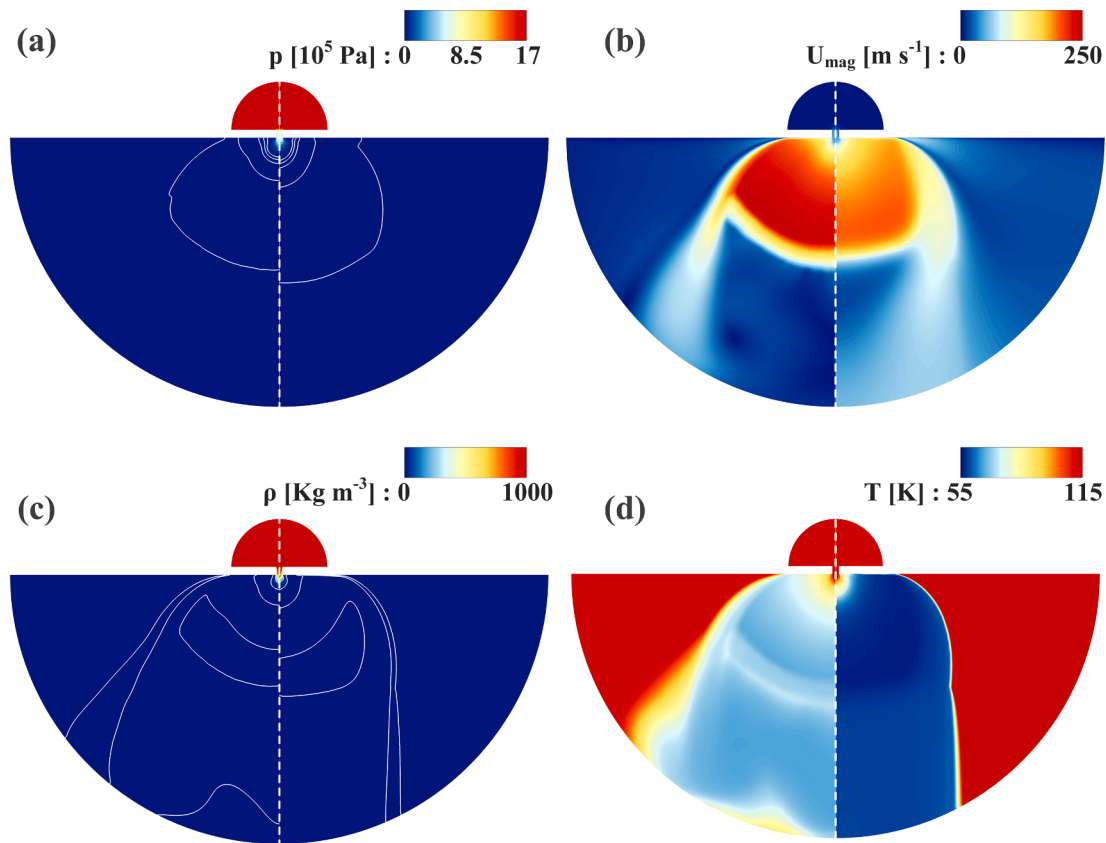 (a)
p [10⁵ Pa] : 0 8.5 17
(b)
U_mag [m s⁻¹] : 0 250
(c)
ρ [Kg m⁻³] : 0 1000
(d)
T [K] : 55 115